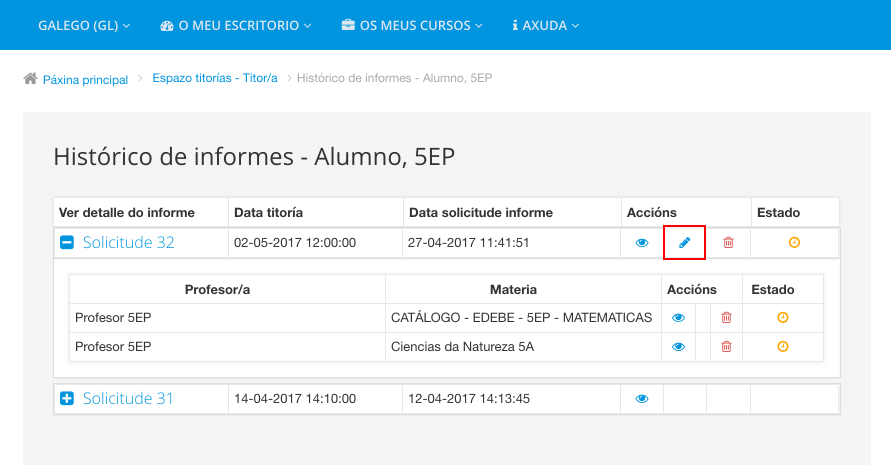 GALEGO (GL) O MEU ESCRITORIO OS MEUS CURSOS AXUDA
Páxina principal Espazo titorías - Titor/a Histórico de informes - Alumno, 5EP
Histórico de informes - Alumno, 5EP
Ver detalle do informe Data titoría Data solicitude informe Accións Estado
Solicitude 32 02-05-2017 12:00:00 27-04-2017 11:41:51
Profesor/a Materia Accións Estado
Profesor 5EP CATÁLOGO - EDEBE - 5EP - MATEMATICAS
Profesor 5EP Ciencias da Natureza 5A
Solicitude 31 14-04-2017 14:10:00 12-04-2017 14:13:45